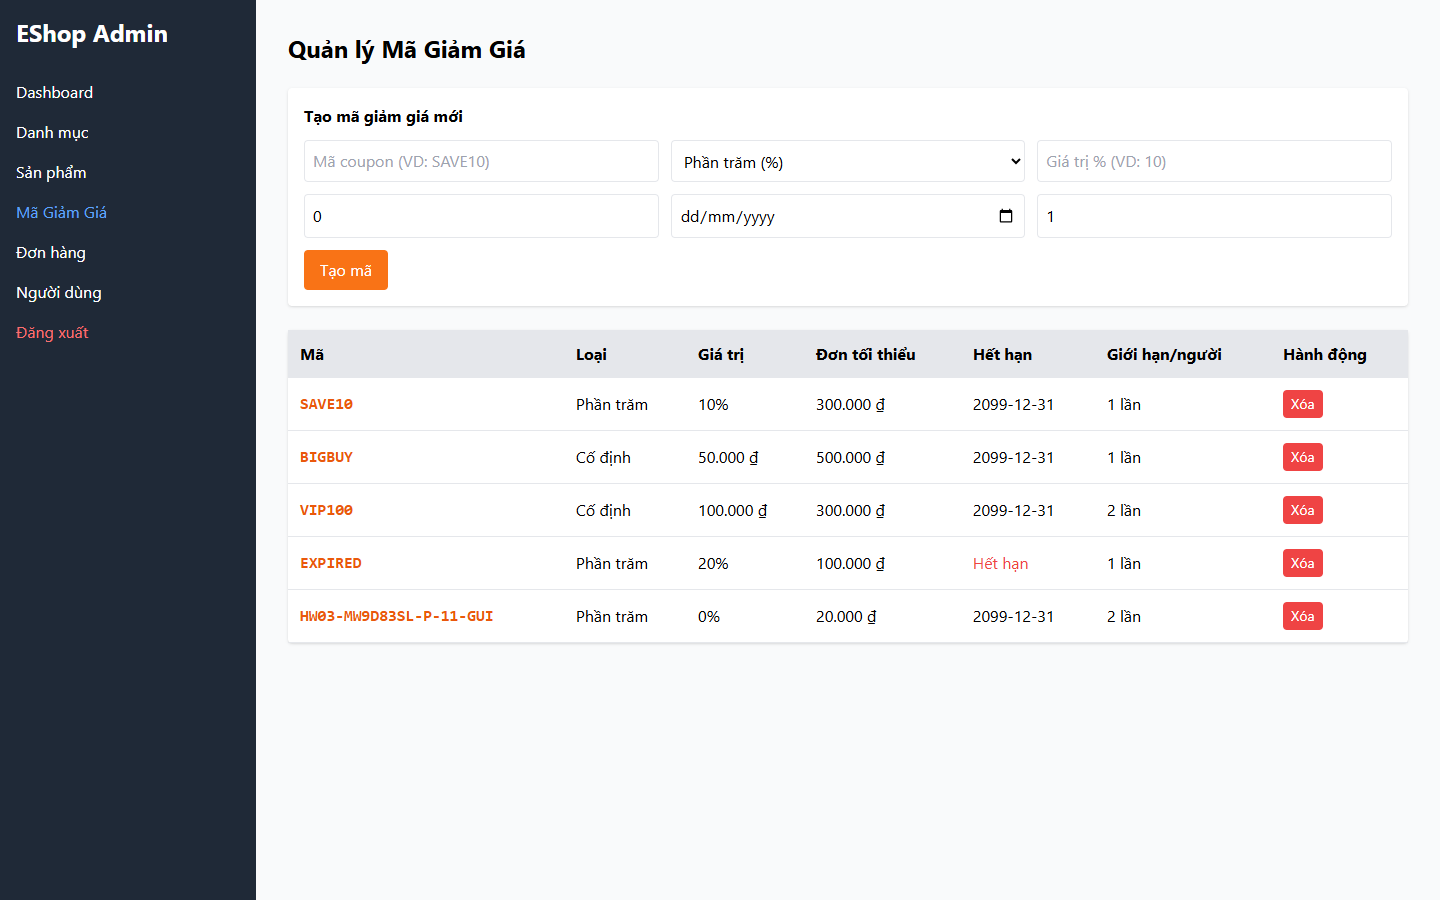 EShop Admin
Dashboard
Danh mục
Sản phẩm
Mã Giảm Giá
Đơn hàng
Người dùng
Đăng xuất
Quản lý Mã Giảm Giá
Tạo mã giảm giá mới
Mã coupon (VD: SAVE10) Phần trăm (%) Giá trị % (VD: 10)
0 dd/mm/yyyy 1
Tạo mã
Mã Loại Giá trị Đơn tối thiểu Hết hạn Giới hạn/người Hành động
SAVE10 Phần trăm 10% 300.000 ₫ 2099-12-31 1 lần Xóa
BIGBUY Cố định 50.000 ₫ 500.000 ₫ 2099-12-31 1 lần Xóa
VIP100 Cố định 100.000 ₫ 300.000 ₫ 2099-12-31 2 lần Xóa
EXPIRED Phần trăm 20% 100.000 ₫ Hết hạn 1 lần Xóa
HW03-MW9D83SL-P-11-GUI Phần trăm 0% 20.000 ₫ 2099-12-31 2 lần Xóa